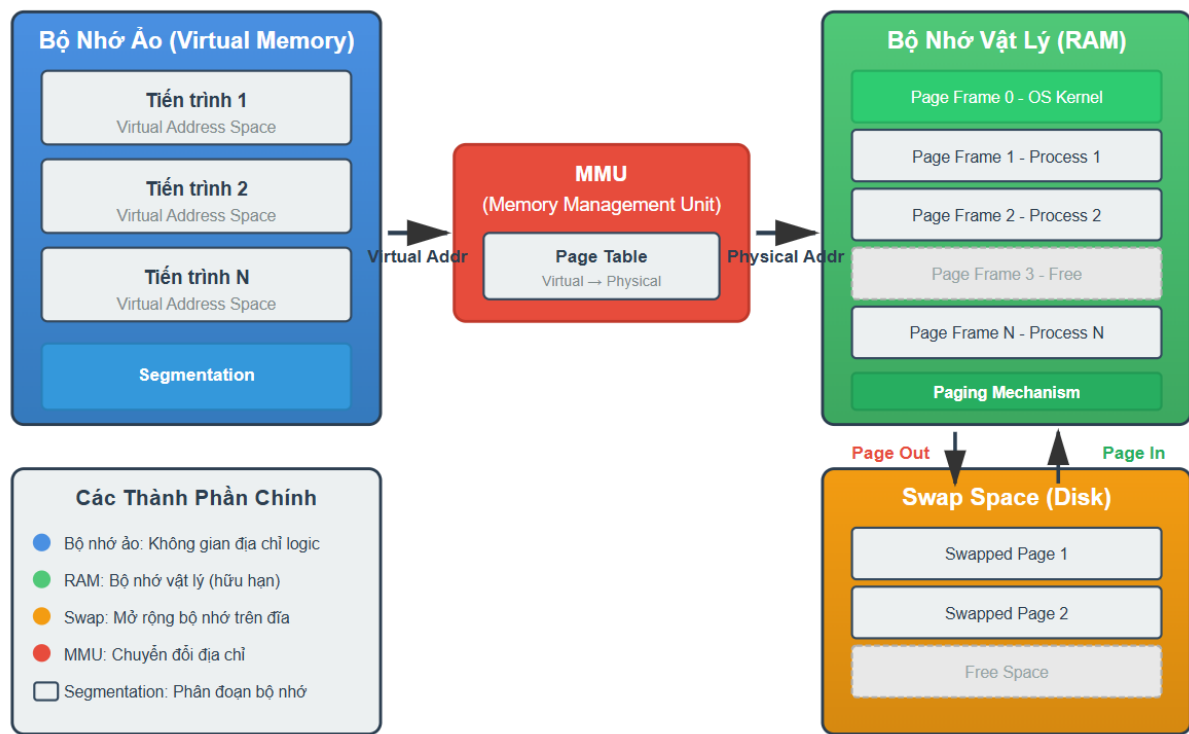 Bộ Nhớ Ảo (Virtual Memory)
Tiến trình 1
Virtual Address Space
Tiến trình 2
Virtual Address Space
Tiến trình N
Virtual Address Space
Segmentation
Virtual Addr
MMU
(Memory Management Unit)
Page Table
Virtual → Physical
Physical Addr
Bộ Nhớ Vật Lý (RAM)
Page Frame 0 - OS Kernel
Page Frame 1 - Process 1
Page Frame 2 - Process 2
Page Frame 3 - Free
Page Frame N - Process N
Paging Mechanism
Page Out
Page In
Các Thành Phần Chính
Bộ nhớ ảo: Không gian địa chỉ logic
RAM: Bộ nhớ vật lý (hữu hạn)
Swap: Mở rộng bộ nhớ trên đĩa
MMU: Chuyển đổi địa chỉ
Segmentation: Phân đoạn bộ nhớ
Swap Space (Disk)
Swapped Page 1
Swapped Page 2
Free Space